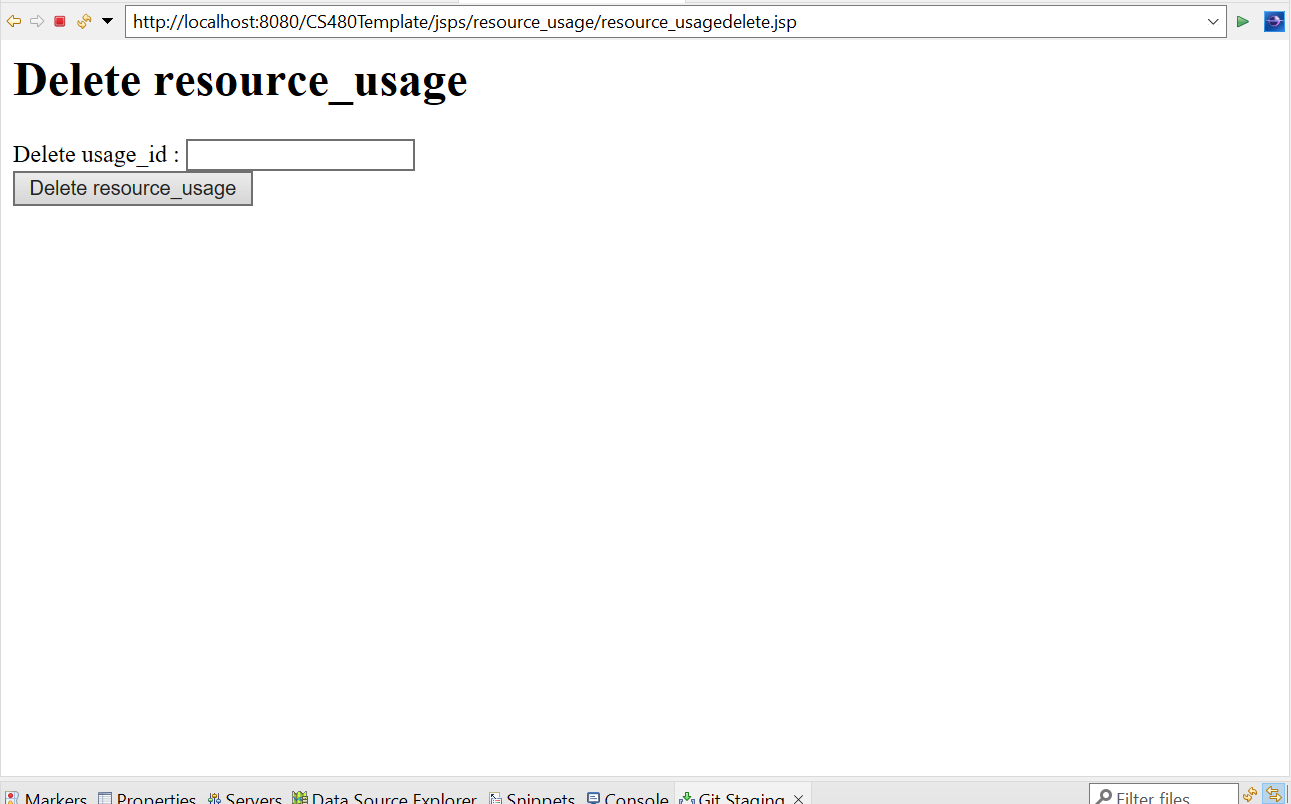 http://localhost:8080/CS480Template/jsps/resource_usage/resource_usagedelete.jsp
Delete resource_usage
Delete usage_id :
Delete resource_usage
Markers Properties Servers Data Source Explorer Snippets Console Git Staging Filter files